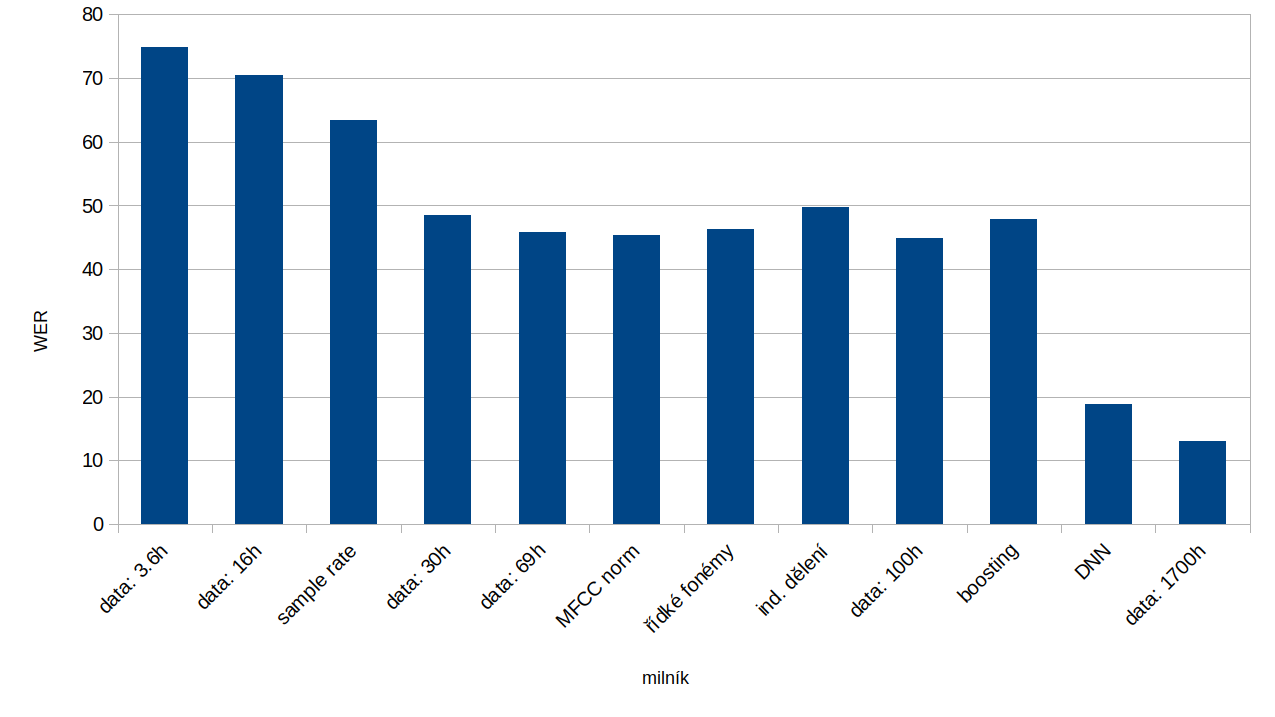 80
70
60
50
40
30
20
10
0
WER
data: 3.6h
data: 16h
sample rate
data: 30h
data: 69h
MFCC norm
řídké fonémy
ind. dělení
data: 100h
boosting
DNN
data: 1700h
milník